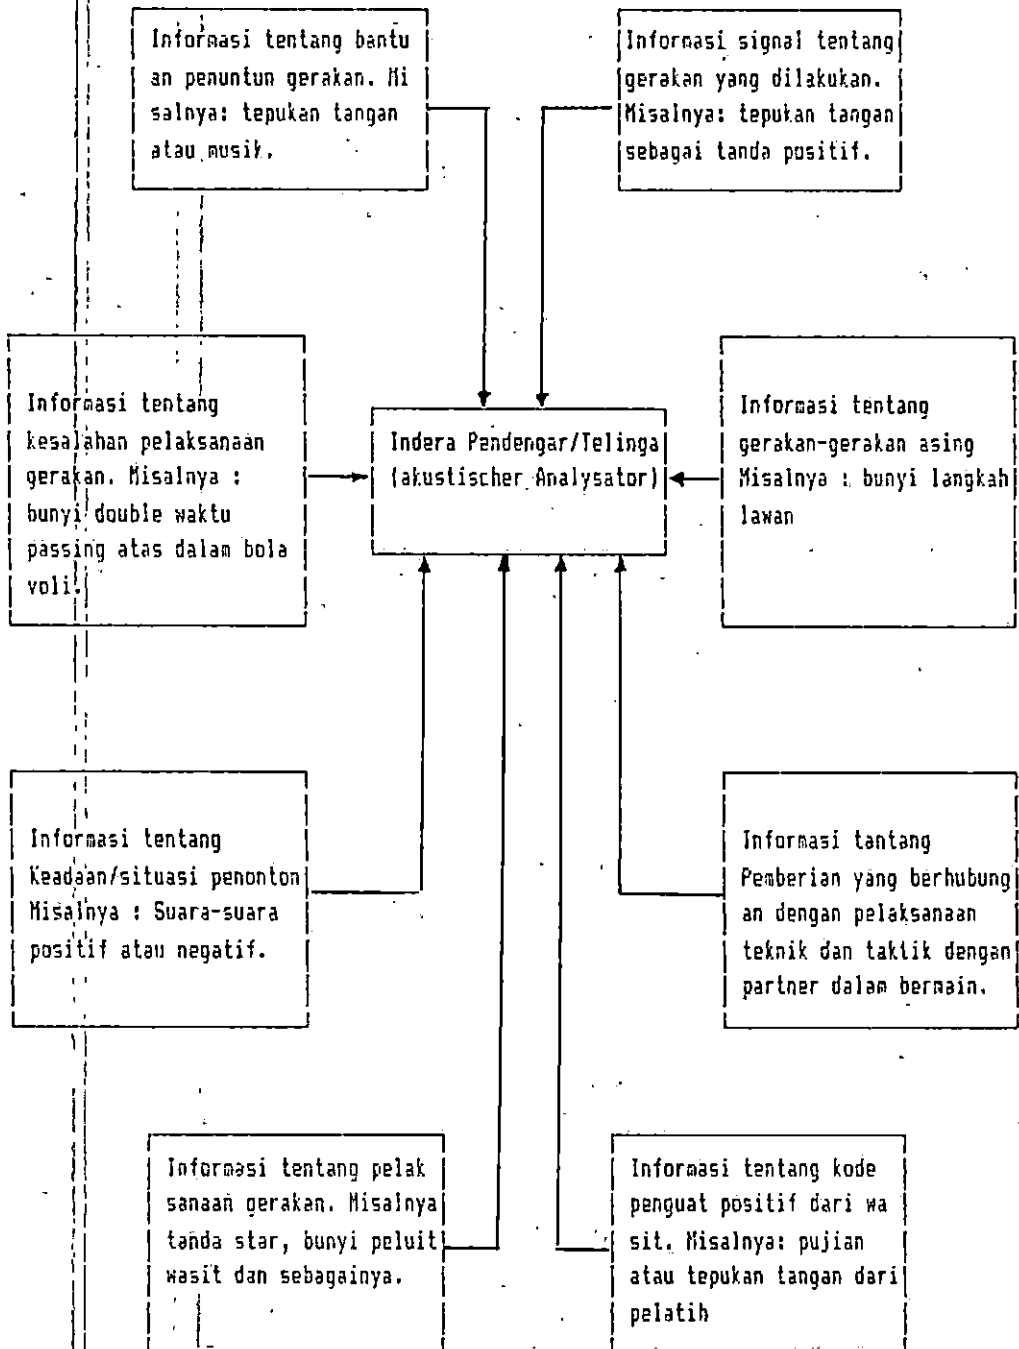 Informasi tentang bantu
an penuntun gerakan. Mi
salnya: tepukan tangan
atau musik.
Informasi signal tentang
gerakan yang dilakukan.
Misalnya: tepukan tangan
sebagai tanda positif.
Informasi tentang
kesalahan pelaksanaan
gerakan. Misalnya :
bunyi double waktu
passing atas dalam bola
voli.
Indera Pendengar/Telinga
(akustischer Analysator)
Informasi tentang
gerakan-gerakan asing
Misalnya : bunyi langkah
lawan
Informasi tentang
Keadaan/situasi penonton
Misalnya : Suara-suara
positif atau negatif.
Informasi tantang
Pemberian yang berhubung
an dengan pelaksanaan
teknik dan taktik dengan
partner dalam bermain.
Informasi tentang pelak
sanaan gerakan. Misalnya
tanda star, bunyi peluit
wasit dan sebagainya.
Informasi tentang kode
penguat positif dari wa
sit. Misalnya: pujian
atau tepukan tangan dari
pelatih